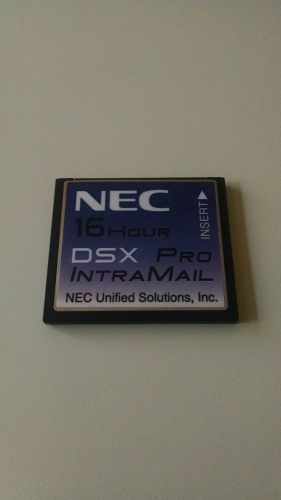 NEC
16 HOUR
DSX PRO
INTRAMAIL
NEC Unified Solutions, Inc.
INSERT